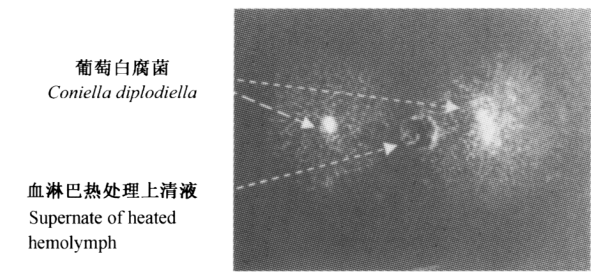 葡萄白腐菌
Coniella diplodiella
血淋巴热处理上清液
Supernate of heated
hemolymph